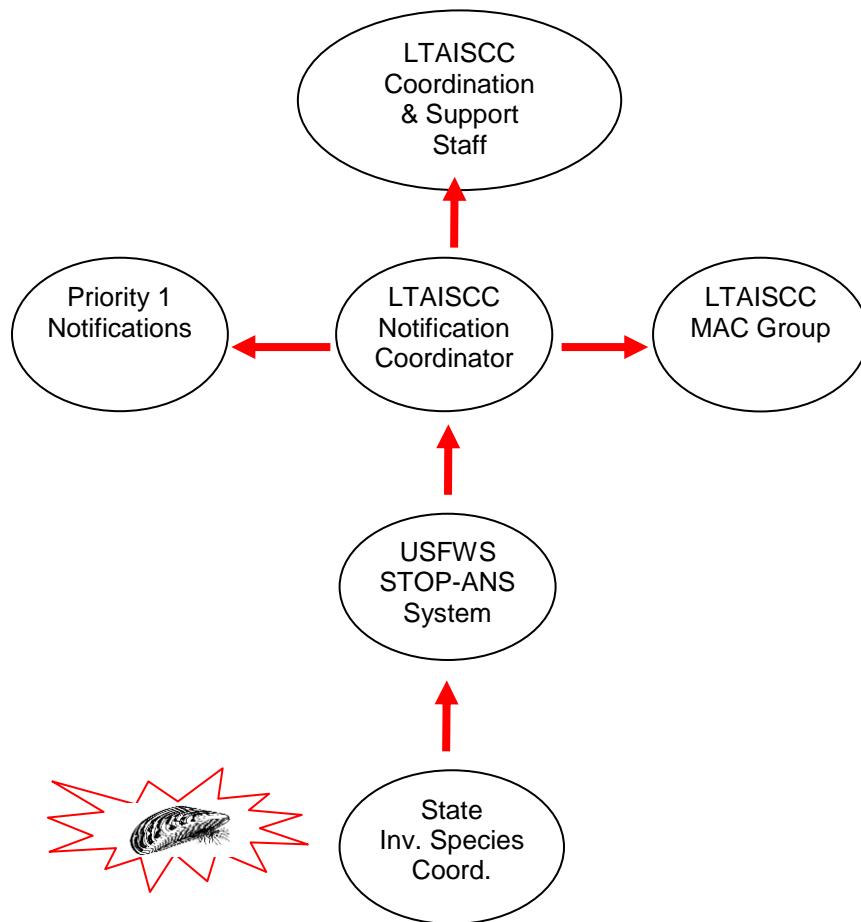 LTAISCC
Coordination
& Support
Staff
Priority 1
Notifications
LTAISCC
Notification
Coordinator
LTAISCC
MAC Group
USFWS
STOP-ANS
System
State
Inv. Species
Coord.